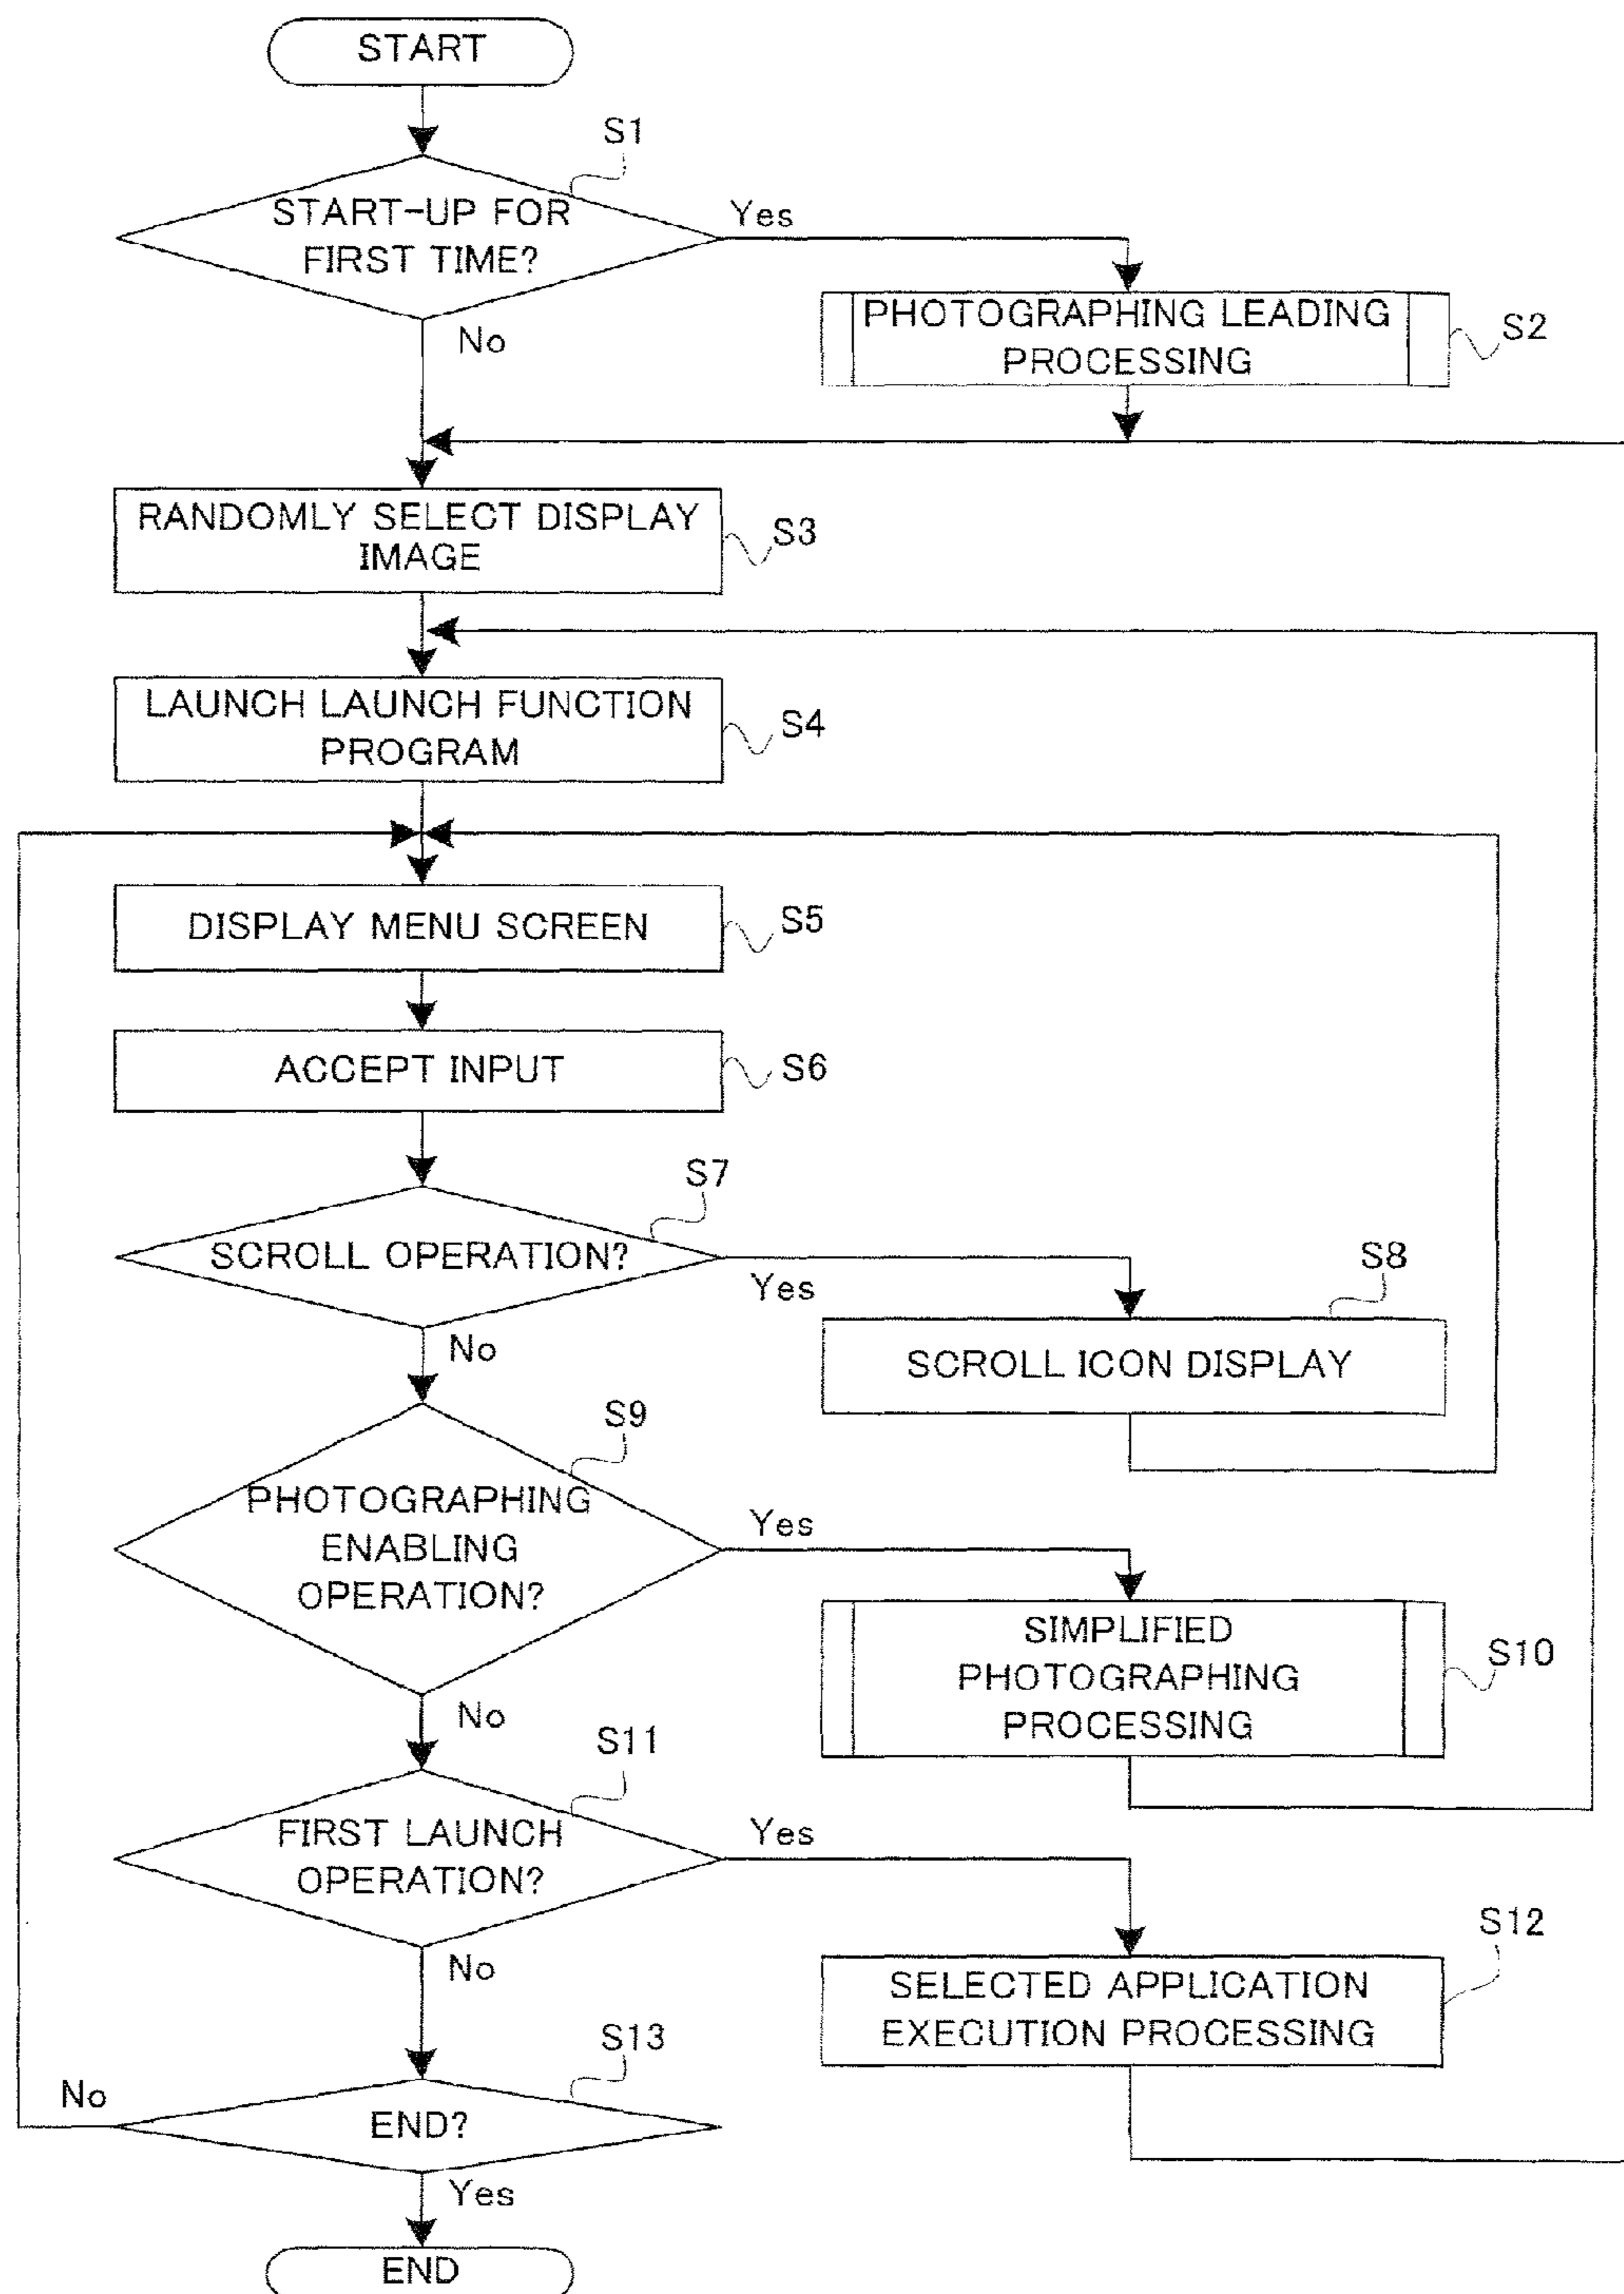 START
S1
START-UP FOR
FIRST TIME?
Yes
No
PHOTOGRAPHING LEADING
PROCESSING
S2
RANDOMLY SELECT DISPLAY
IMAGE
S3
LAUNCH LAUNCH FUNCTION
PROGRAM
S4
DISPLAY MENU SCREEN
S5
ACCEPT INPUT
S6
S7
SCROLL OPERATION?
Yes
No
S8
SCROLL ICON DISPLAY
S9
PHOTOGRAPHING
ENABLING
OPERATION?
Yes
No
SIMPLIFIED
PHOTOGRAPHING
PROCESSING
S10
S11
FIRST LAUNCH
OPERATION?
Yes
No
S12
SELECTED APPLICATION
EXECUTION PROCESSING
S13
END?
No
Yes
END